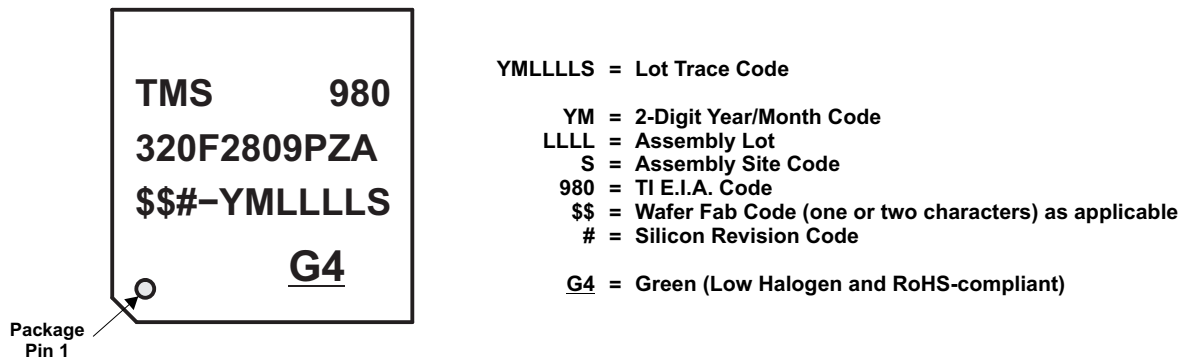 TMS 980
320F2809PZA
$$#−YMLLLLS
G4
Package
Pin 1
YMLLLLS = Lot Trace Code
YM = 2-Digit Year/Month Code
LLLL = Assembly Lot
S = Assembly Site Code
980 = TI E.I.A. Code
$$ = Wafer Fab Code (one or two characters) as applicable
# = Silicon Revision Code
G4 = Green (Low Halogen and RoHS-compliant)